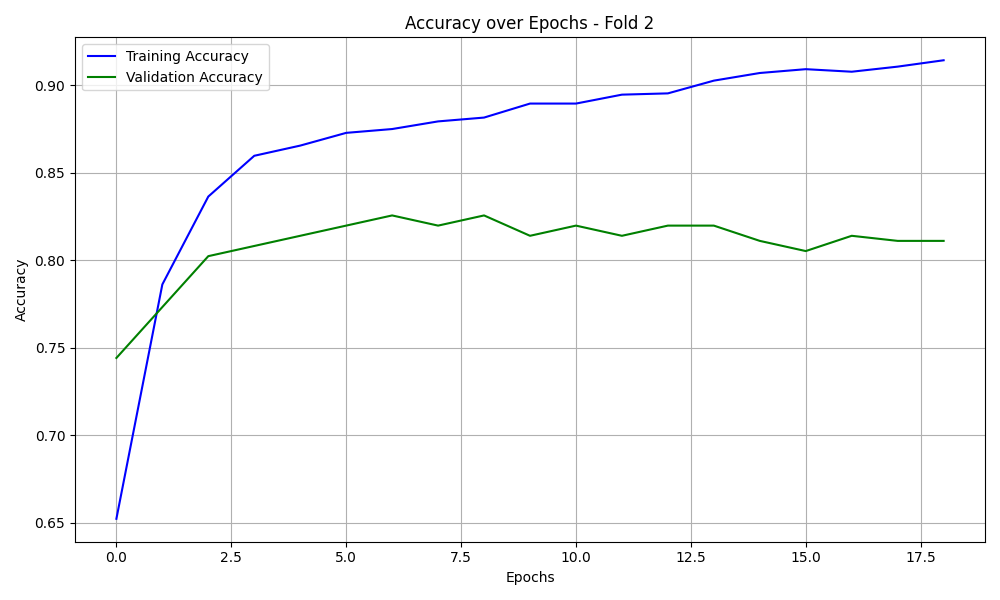 Accuracy over Epochs - Fold 2
Training Accuracy
Validation Accuracy
Accuracy
0.90
0.85
0.80
0.75
0.70
0.65
0.0 2.5 5.0 7.5 10.0 12.5 15.0 17.5
Epochs